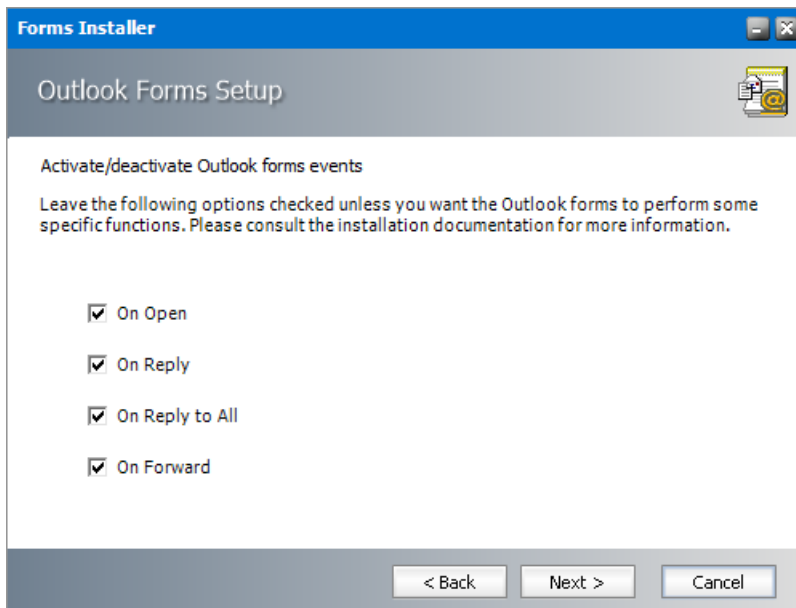 Forms Installer
Outlook Forms Setup
Activate/deactivate Outlook forms events
Leave the following options checked unless you want the Outlook forms to perform some
specific functions. Please consult the installation documentation for more information.
On Open
On Reply
On Reply to All
On Forward
< Back
Next >
Cancel